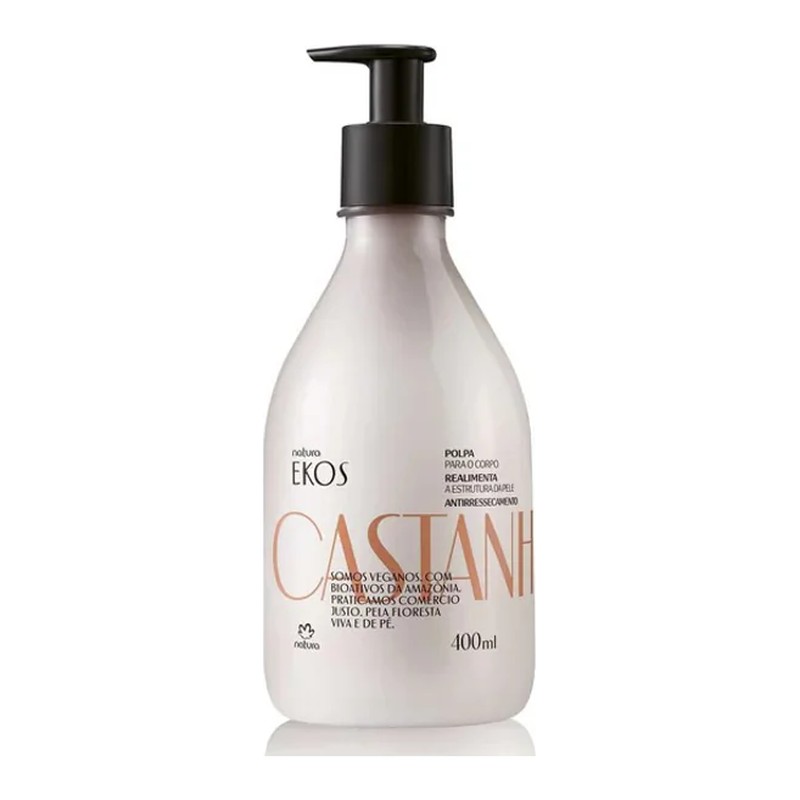 natura
EKOS
POLPA
PARA O CORPO
REALIMENTA
A ESTRUTURA DA PELE
ANTIRRESSECAMENTO
CASTANH
SOMOS VEGANOS, COM
BIOATIVOS DA AMAZÔNIA.
PRATICAMOS COMÉRCIO
JUSTO, PELA FLORESTA
VIVA E DE PÉ.
natura
400ml